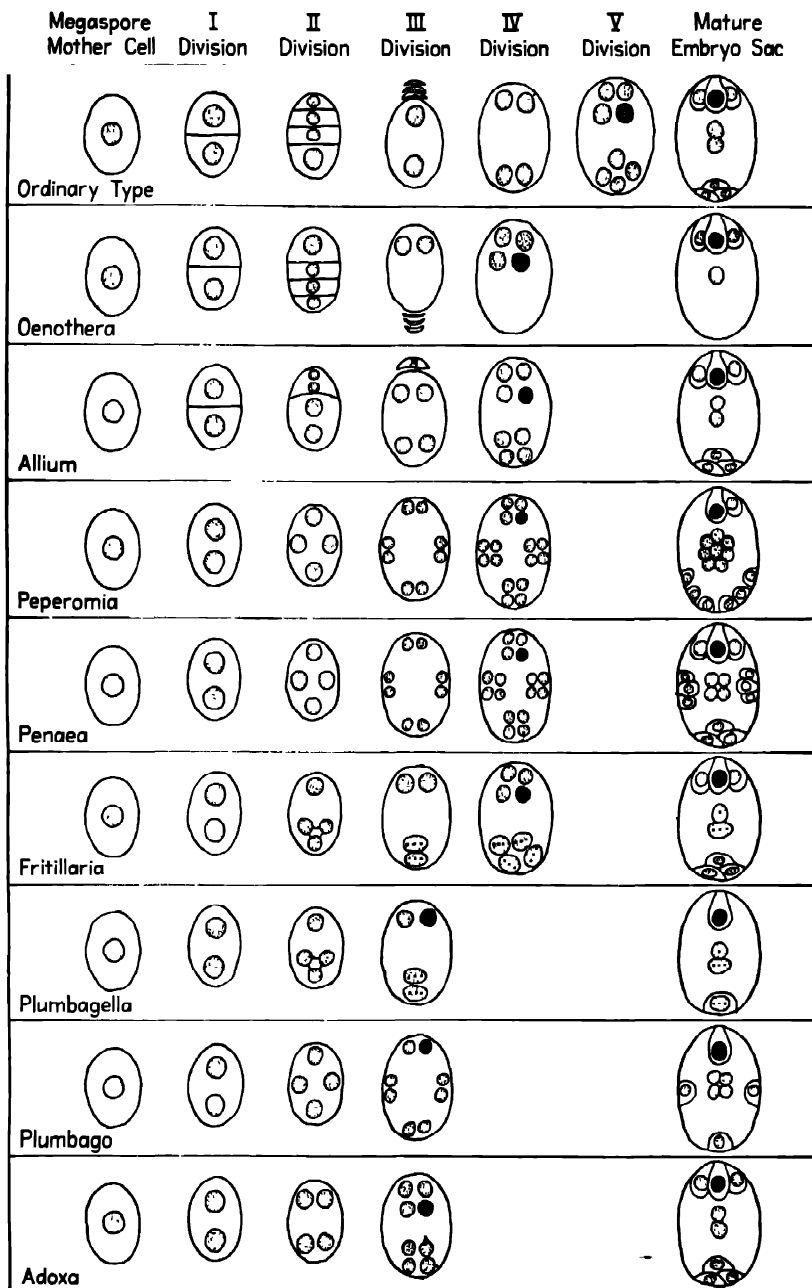 Megaspore Mother Cell
I Division
II Division
III Division
IV Division
V Division
Mature Embryo Sac
Ordinary Type
Oenothera
Allium
Peperomia
Penaea
Fritillaria
Plumbagella
Plumbago
Adoxa